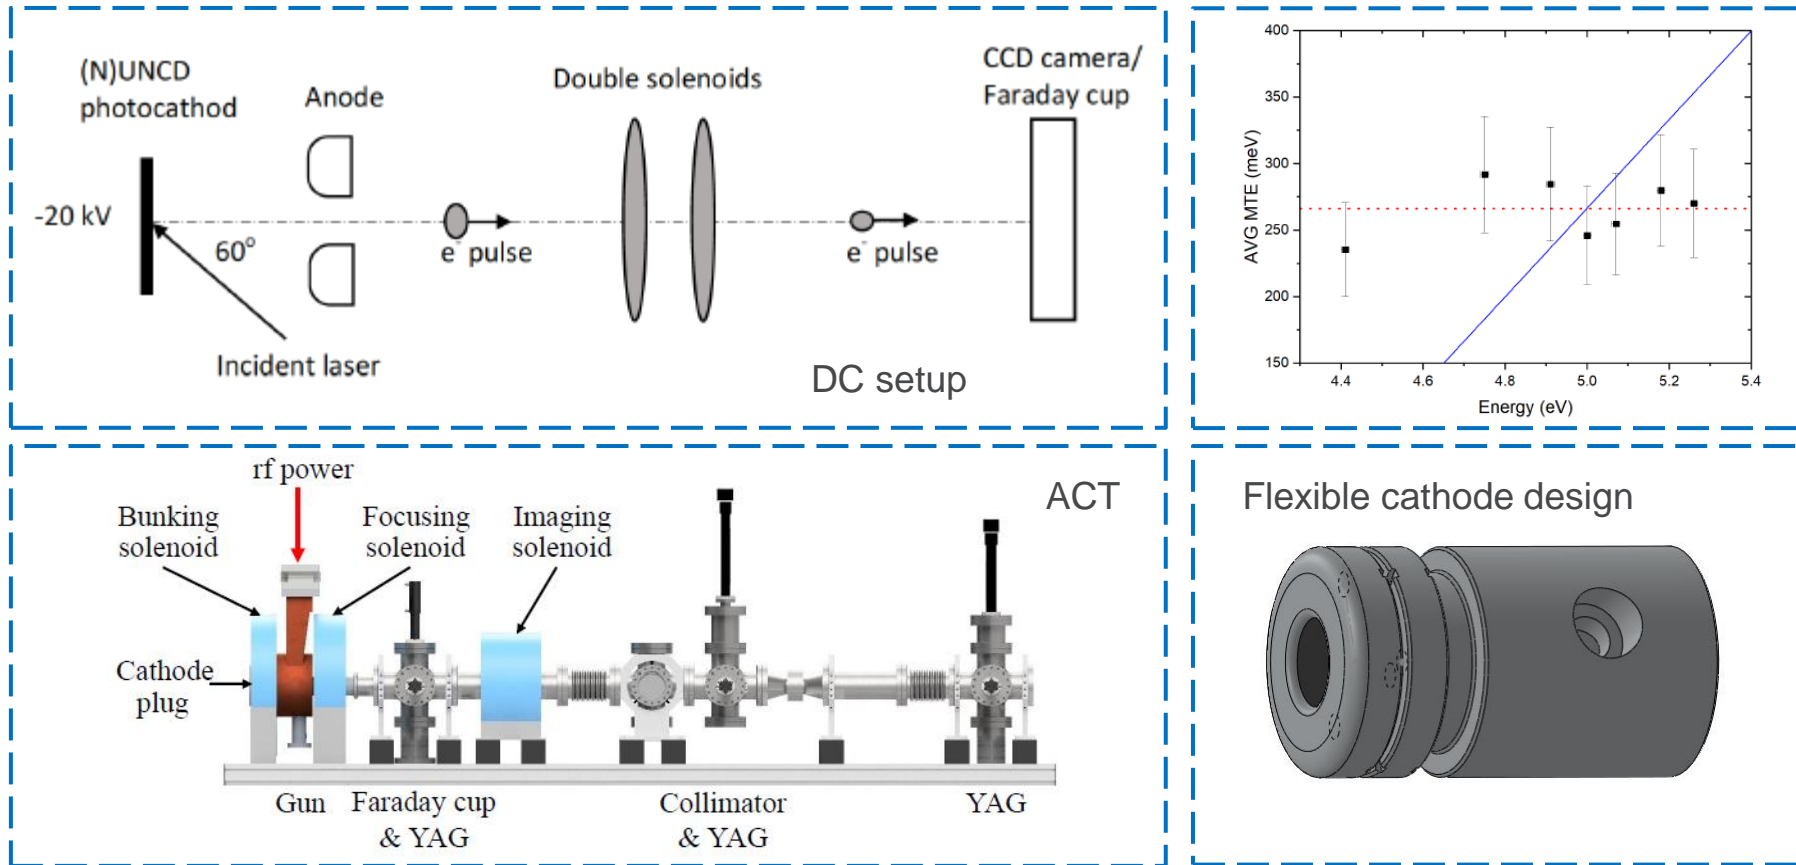 (N)UNCD
photocathod
Anode
Double solenoids
CCD camera/
Faraday cup
-20 kV
60°
e⁻ pulse
e⁻ pulse
Incident laser
DC setup
400
350
300
250
200
150
AVG MTE (meV)
4.4
4.6
4.8
5.0
5.2
5.4
Energy (eV)
rf power
ACT
Bunking
solenoid
Focusing
solenoid
Imaging
solenoid
Cathode
plug
Gun
Faraday cup
& YAG
Collimator
& YAG
YAG
Flexible cathode design